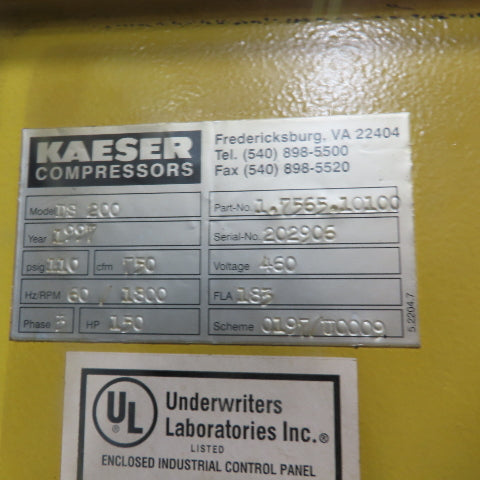 KAESER
COMPRESSORS
Fredericksburg, VA 22404
Tel. (540) 898-5500
Fax (540) 898-5520
Model DS 200
Part-No. 1.7565.10100
Year 1997
Serial-No. 202906
psig 110 cfm 750
Voltage 460
Hz/RPM 60 / 1800
FLA 185
Phase 3 HP 150
Scheme 0197/T0009
5.2204.7
UL
®
Underwriters
Laboratories Inc.®
LISTED
ENCLOSED INDUSTRIAL CONTROL PANEL